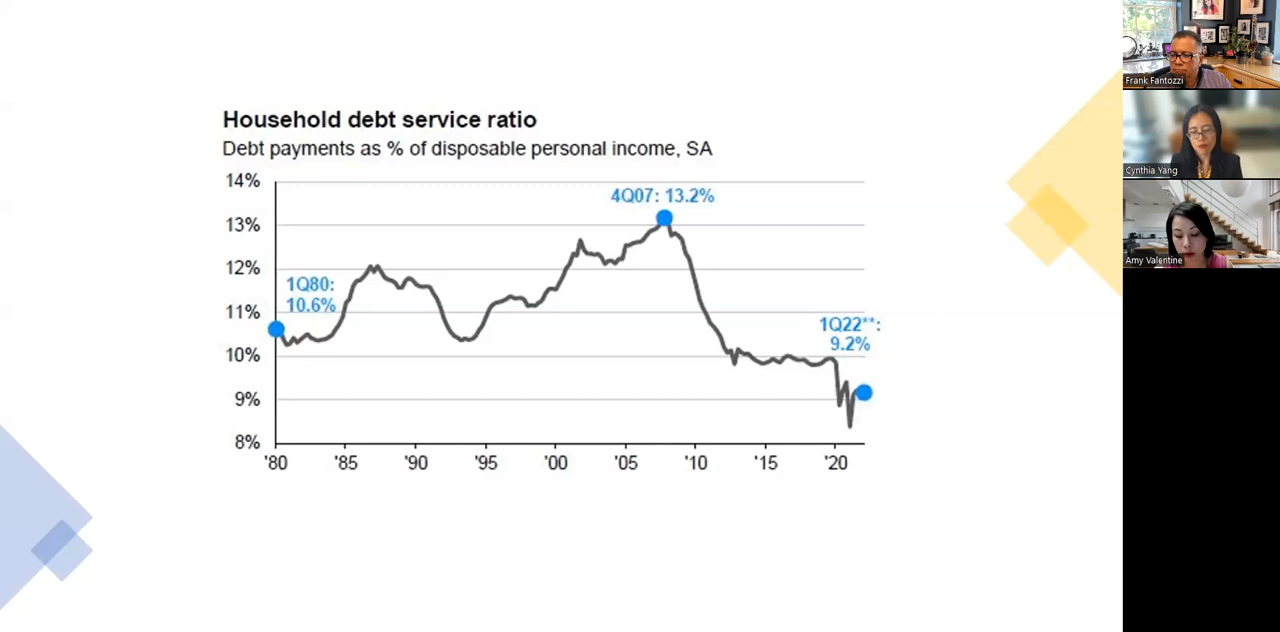 Household debt service ratio
Debt payments as % of disposable personal income, SA
14%
13%
12%
11%
10%
9%
8%
4Q07: 13.2%
1Q80:
10.6%
1Q22**:
9.2%
'80
'85
'90
'95
'00
'05
'10
'15
'20
Frank Fantozzi
Cynthia Yang
Amy Valentine